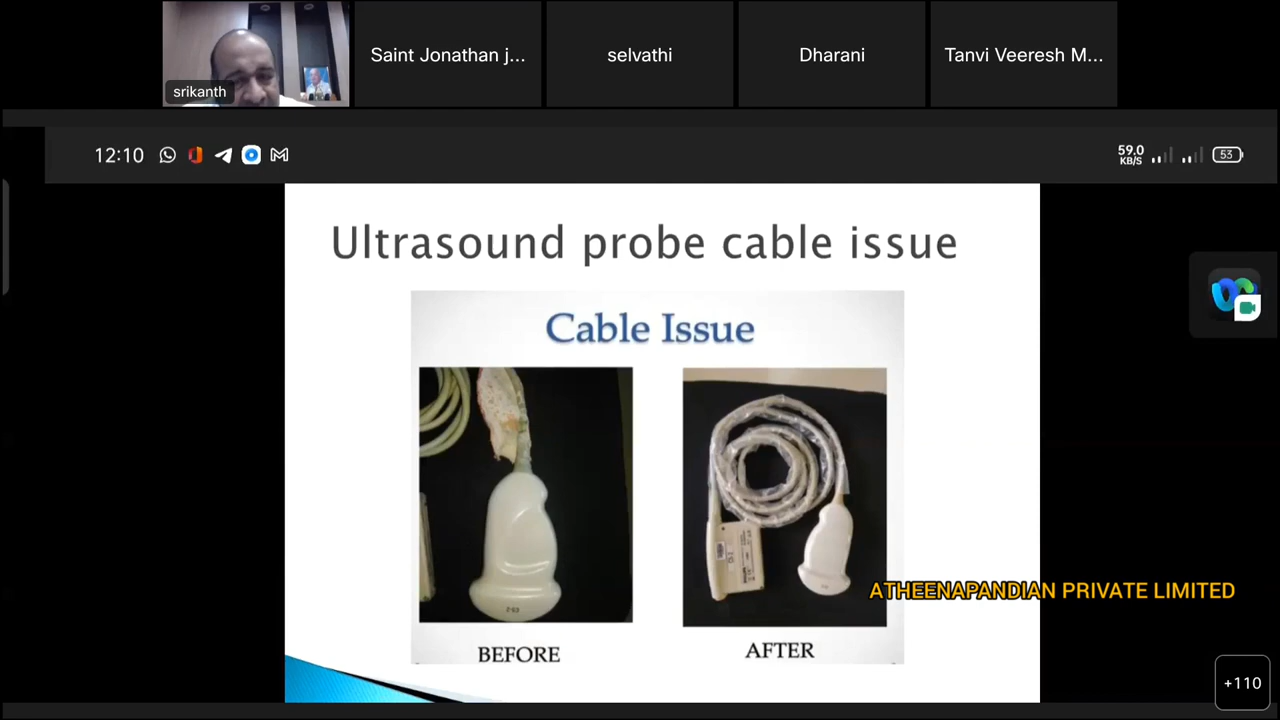 srikanth
Saint Jonathan j...
selvathi
Dharani
Tanvi Veeresh M...
12:10
59.0
KB/S
53
Ultrasound probe cable issue
Cable Issue
BEFORE
AFTER
ATHEENAPANDIAN PRIVATE LIMITED
+110